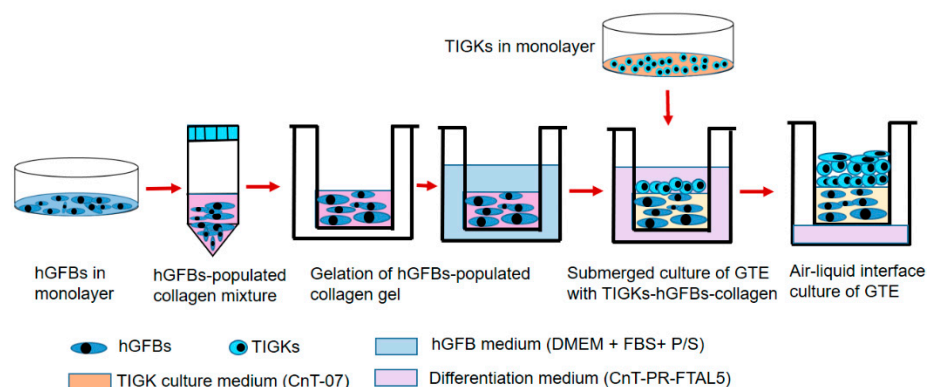 TIGKs in monolayer
hGFBs in
monolayer
hGFBs-populated
collagen mixture
Gelation of hGFBs-populated
collagen gel
Submerged culture of GTE
with TIGKs-hGFBs-collagen
Air-liquid interface
culture of GTE
hGFBs
TIGKs
hGFB medium (DMEM + FBS+ P/S)
TIGK culture medium (CnT-07)
Differentiation medium (CnT-PR-FTAL5)